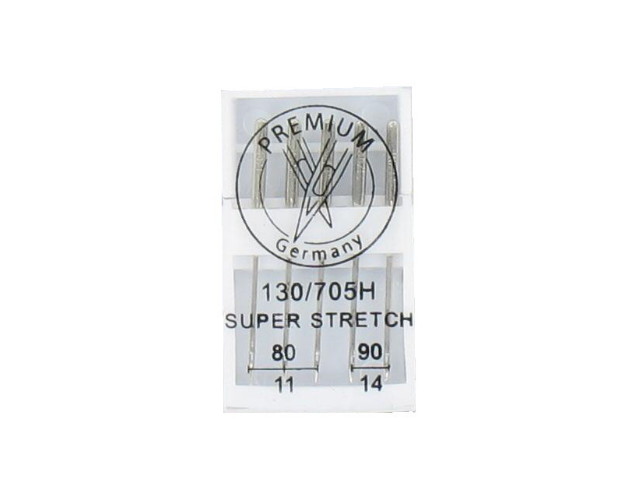 PREMIUM
Germany
130/705H
SUPER STRETCH
80 90
11 14